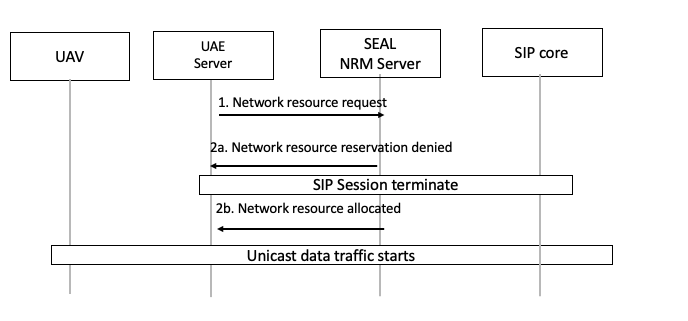 UAV
UAE
Server
SEAL
NRM Server
SIP core
1. Network resource request
2a. Network resource reservation denied
SIP Session terminate
2b. Network resource allocated
Unicast data traffic starts